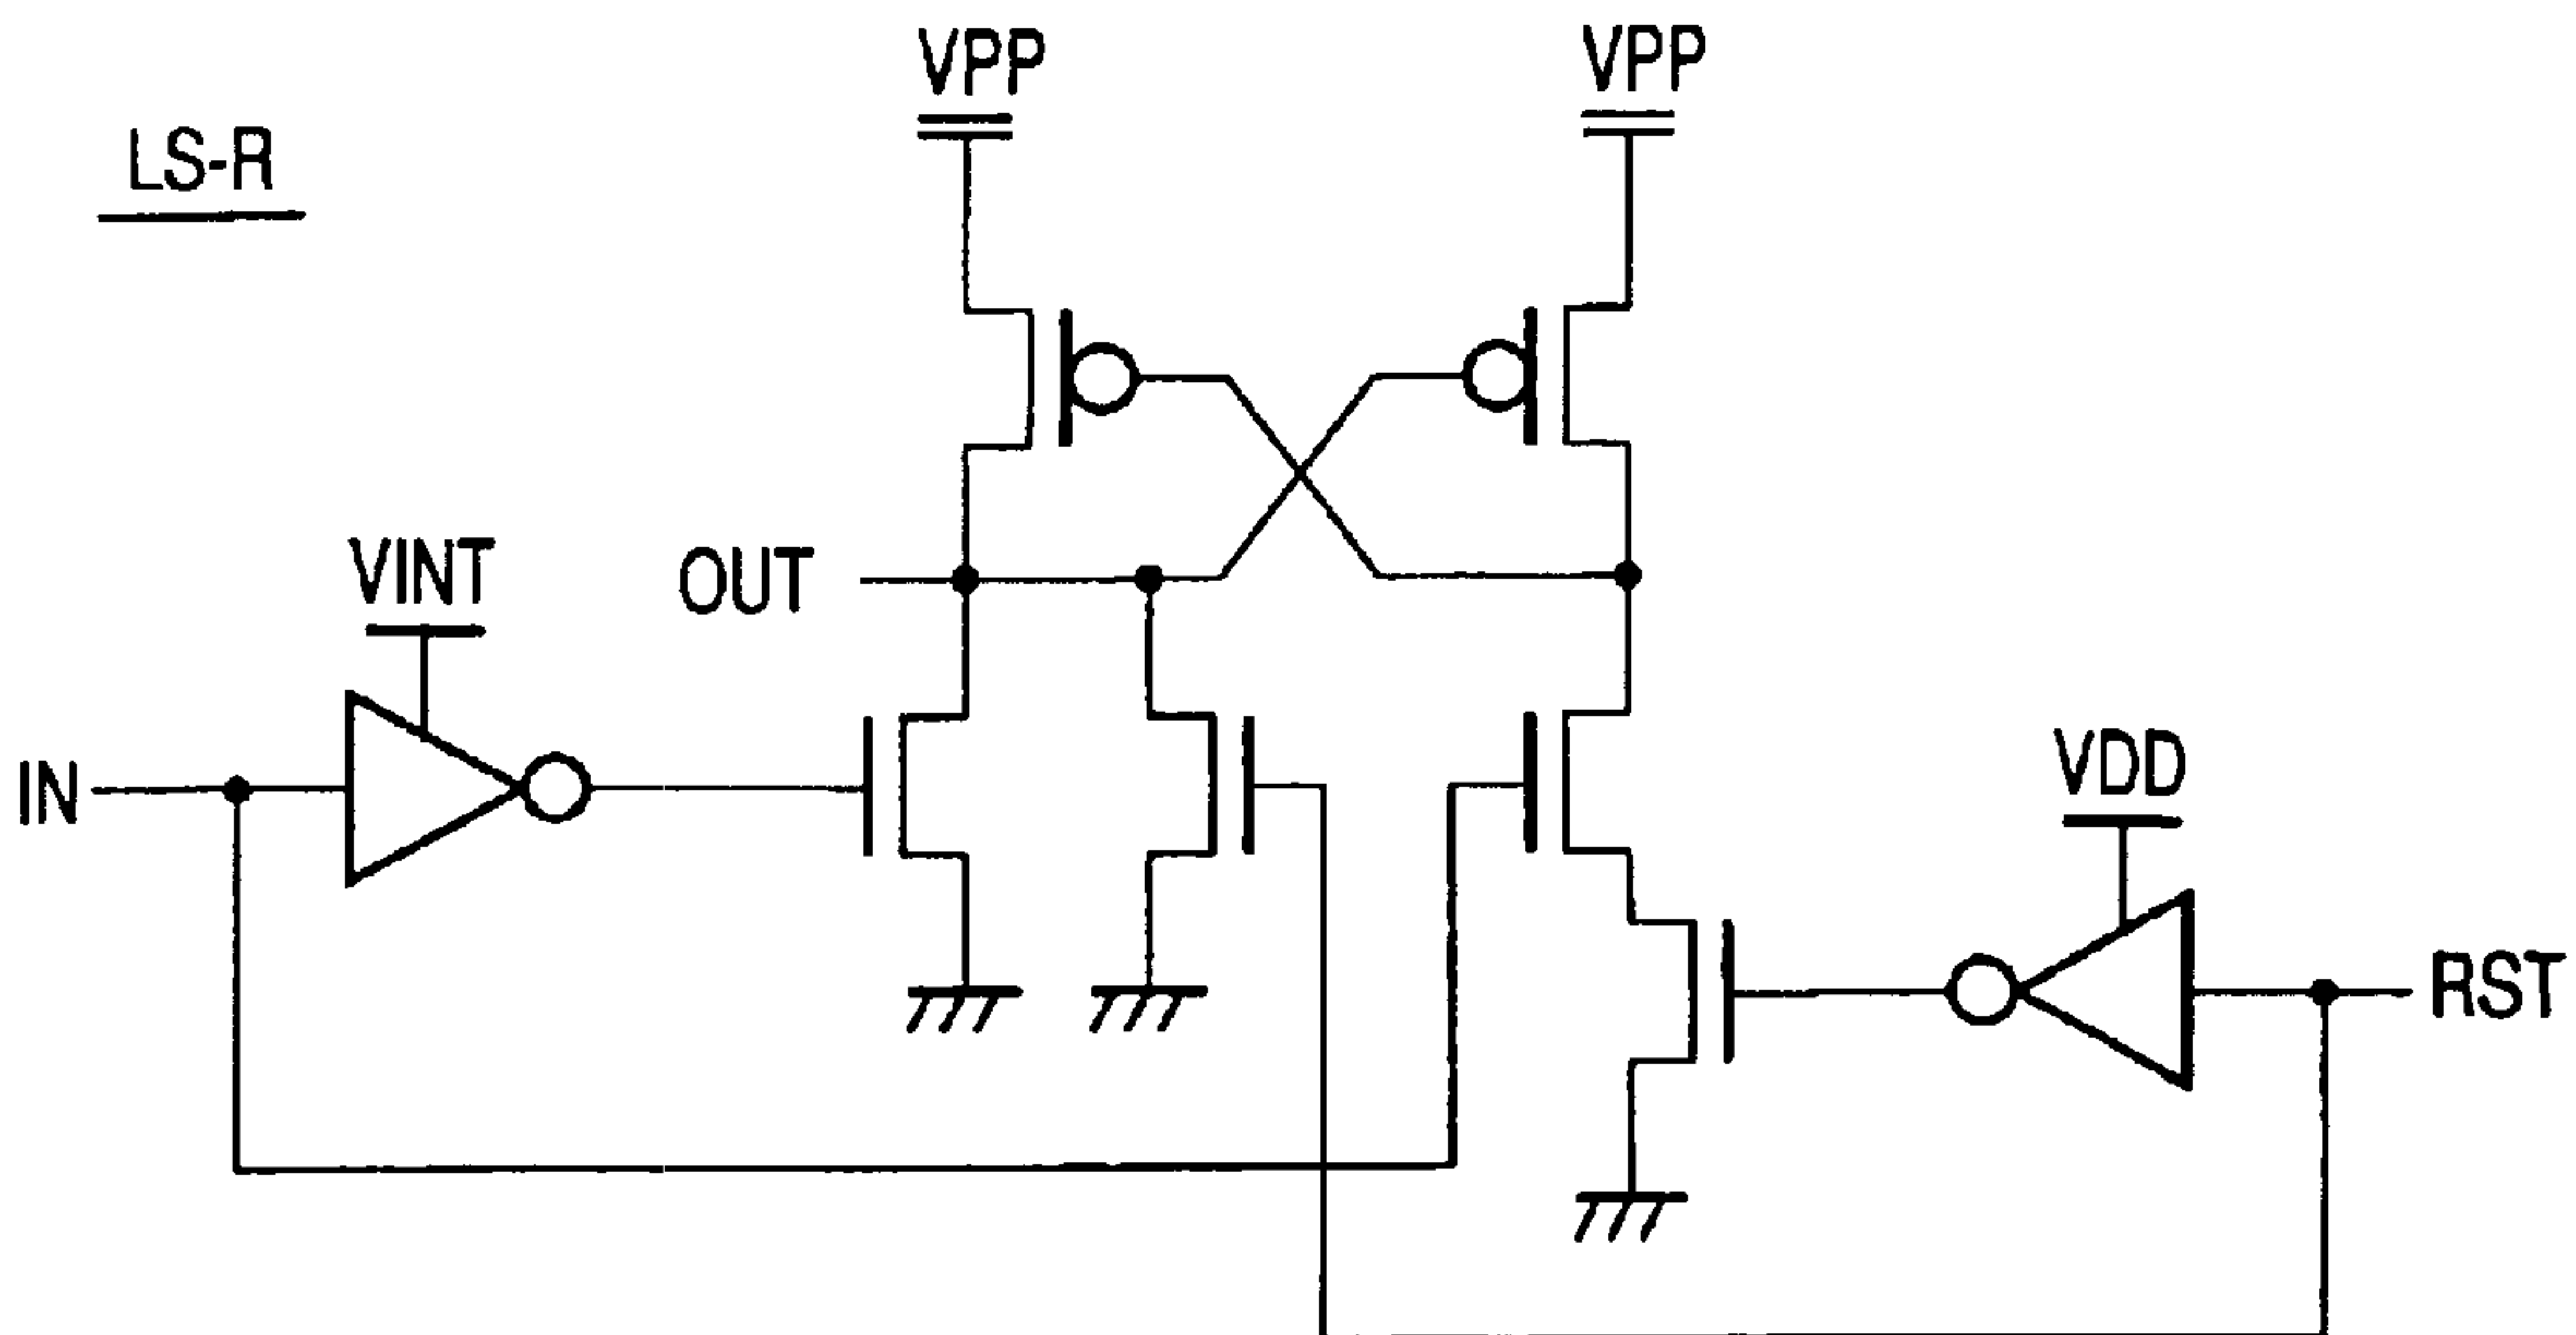 VPP
VPP
LS-R
VINT
OUT
IN
VDD
RST